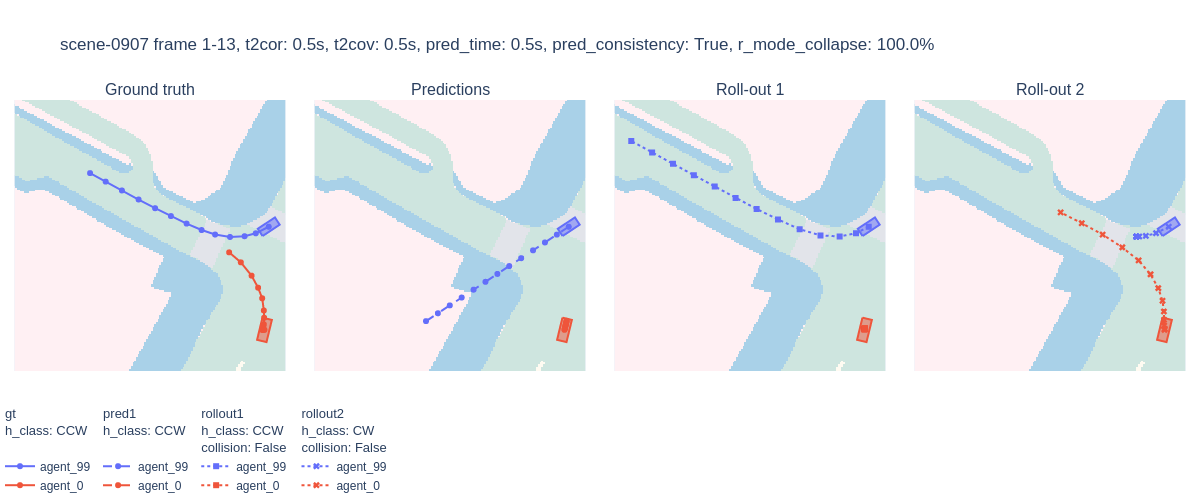 scene-0907 frame 1-13, t2cor: 0.5s, t2cov: 0.5s, pred_time: 0.5s, pred_consistency: True, r_mode_collapse: 100.0%
Ground truth Predictions Roll-out 1 Roll-out 2
gt pred1 rollout1 rollout2
h_class: CCW h_class: CCW h_class: CCW h_class: CW
collision: False collision: False
agent_99 agent_99 agent_99 agent_99
agent_0 agent_0 agent_0 agent_0